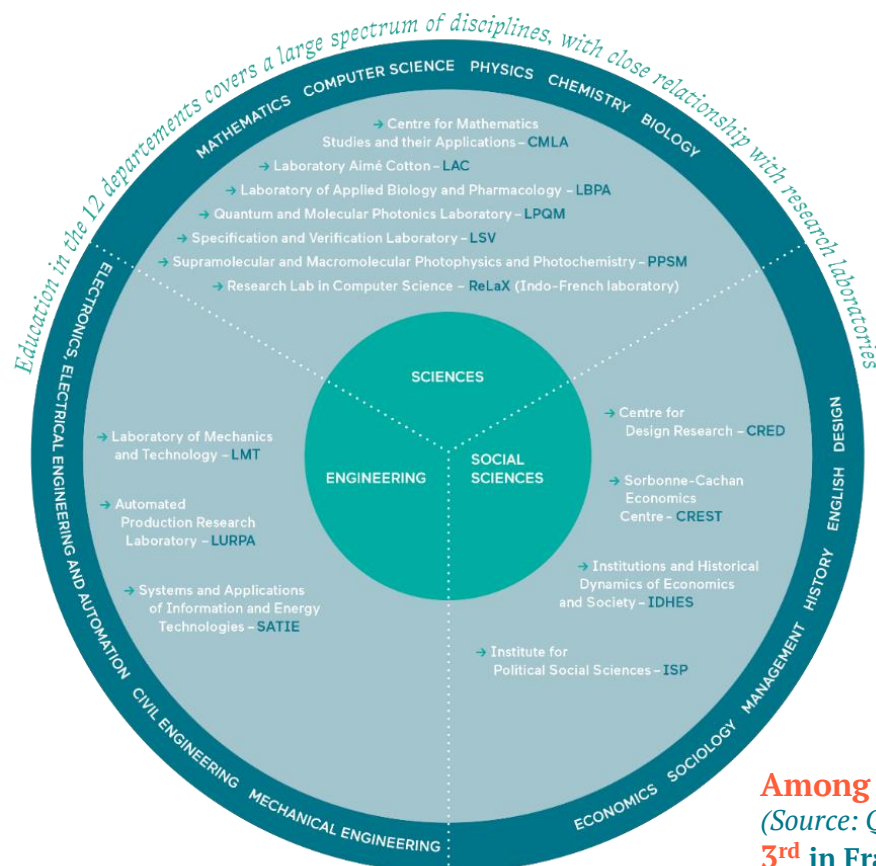 Education in the 12 departements covers a large spectrum of disciplines, with close relationship with research laboratories
MATHEMATICS COMPUTER SCIENCE PHYSICS CHEMISTRY BIOLOGY
→ Centre for Mathematics
Studies and their Applications – CMLA
→ Laboratory Aimé Cotton – LAC
→ Laboratory of Applied Biology and Pharmacology – LBPA
→ Quantum and Molecular Photonics Laboratory – LPQM
→ Specification and Verification Laboratory – LSV
→ Supramolecular and Macromolecular Photophysics and Photochemistry – PPSM
→ Research Lab in Computer Science – ReLaX (Indo-French laboratory)
SCIENCES
ENGINEERING
SOCIAL
SCIENCES
ELECTRONICS, ELECTRICAL ENGINEERING AND AUTOMATION CIVIL ENGINEERING MECHANICAL ENGINEERING
→ Laboratory of Mechanics
and Technology – LMT
→ Automated
Production Research
Laboratory – LURPA
→ Systems and Applications
of Information and Energy
Technologies – SATIE
→ Centre for
Design Research – CRED
→ Sorbonne-Cachan
Economics
Centre – CREST
→ Institutions and Historical
Dynamics of Economics
and Society – IDHES
→ Institute for
Political Social Sciences – ISP
ECONOMICS SOCIOLOGY MANAGEMENT HISTORY ENGLISH DESIGN
Among
(Source: Q
3rd in Fra